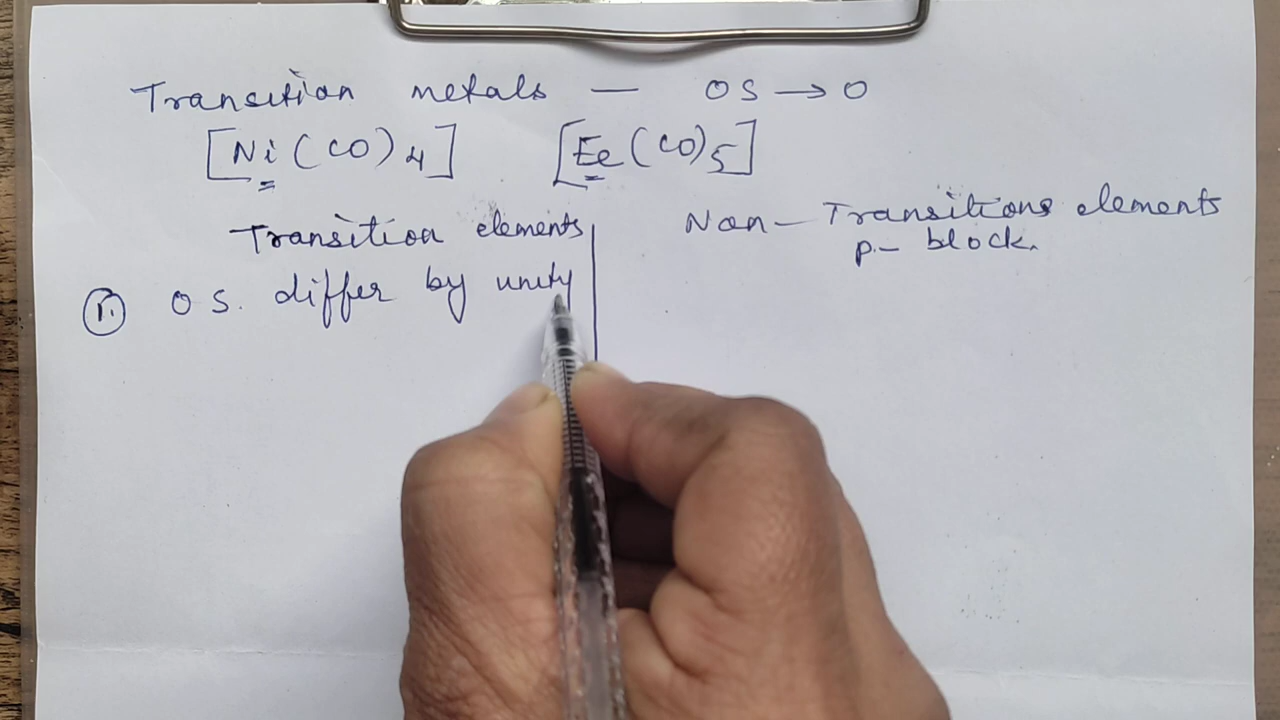 Transition metals — OS → 0
[Ni(CO)4] [Fe(CO)5]
Transition elements
Non - Transitions elements
p - block.
1. O S. differ by unity